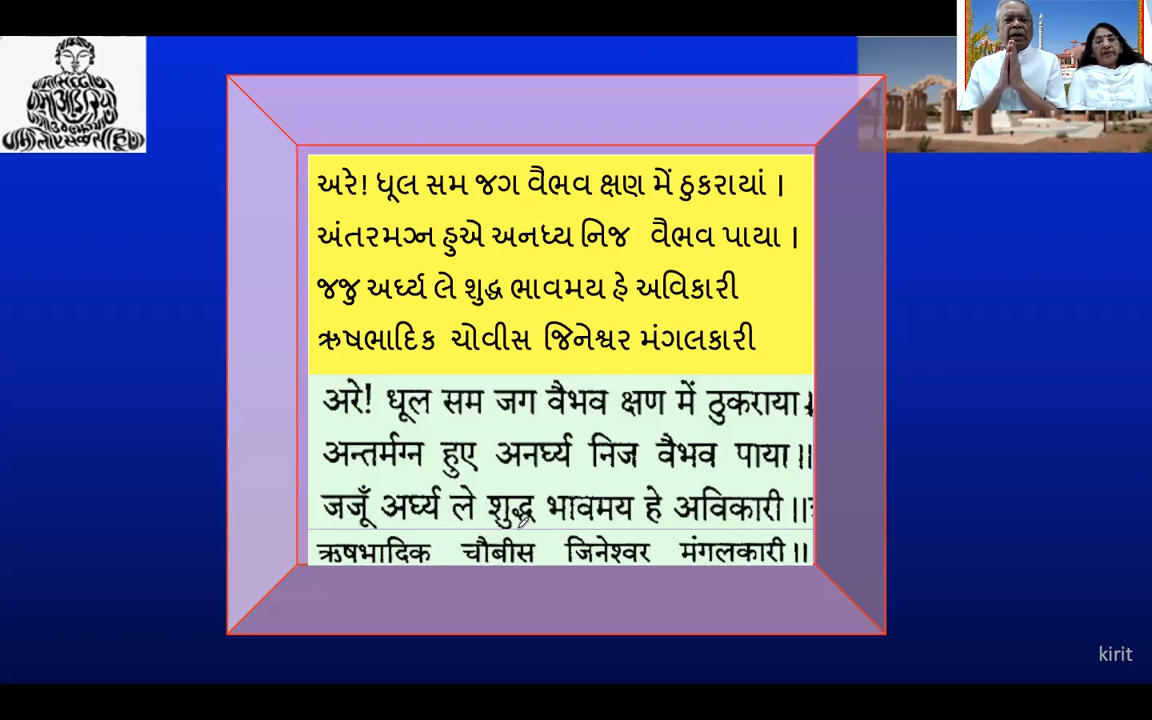 અરે! ધૂલ સમ જગ વૈભવ ક્ષણ મેં ઠુકરાયાં ।
અંતરમગ્ન હુએ અનધ્ય નિજ વૈભવ પાયા ।
જજુ અર્ઘ્ય લે શુદ્ધ ભાવમય હે અવિકારી
ઋષભાદિક ચોવીસ જિનેશ્વર મંગલકારી
अरे! धूल सम जग वैभव क्षण में ठुकराया
अन्तर्मग्न हुए अनर्घ्य निज वैभव पाया॥
जजूँ अर्घ्य ले शुद्ध भावमय हे अविकारी॥
ऋषभादिक चौबीस जिनेश्वर मंगलकारी॥
kirit